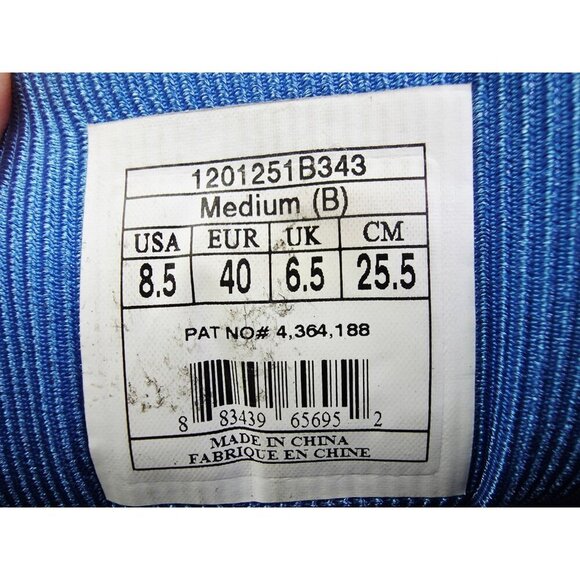 1201251B343
Medium (B)
USA EUR UK CM
8.5 40 6.5 25.5
PAT NO# 4,364,188
8 83439 65695 2
MADE IN CHINA
FABRIQUE EN CHINE